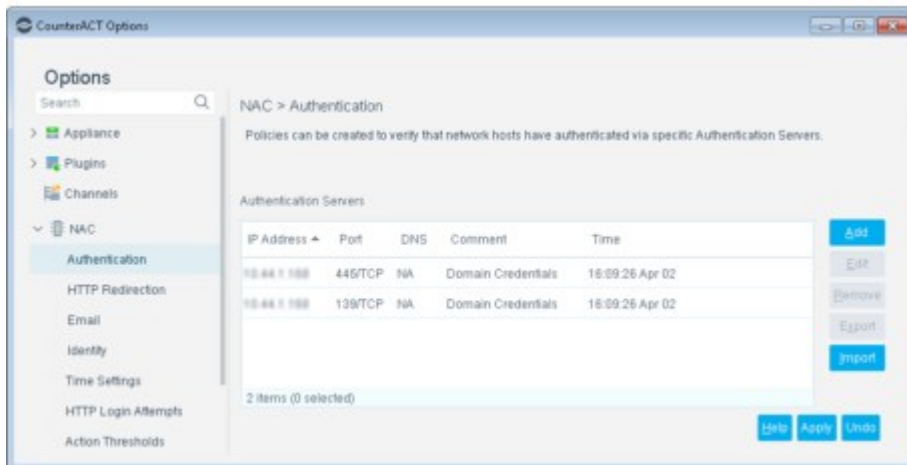 CounterACT Options
Options
Search
NAC > Authentication
Appliance
Policies can be created to verify that network hosts have authenticated via specific Authentication Servers.
Plugins
Channels
Authentication Servers
NAC
IP Address Port DNS Comment Time
Add
Authentication
445/TCP NA Domain Credentials 16:09:26 Apr 02
Edit
HTTP Redirection
Remove
139/TCP NA Domain Credentials 16:09:26 Apr 02
Email
Export
Identity
Import
Time Settings
2 items (0 selected)
HTTP Login Attempts
Help Apply Undo
Action Thresholds